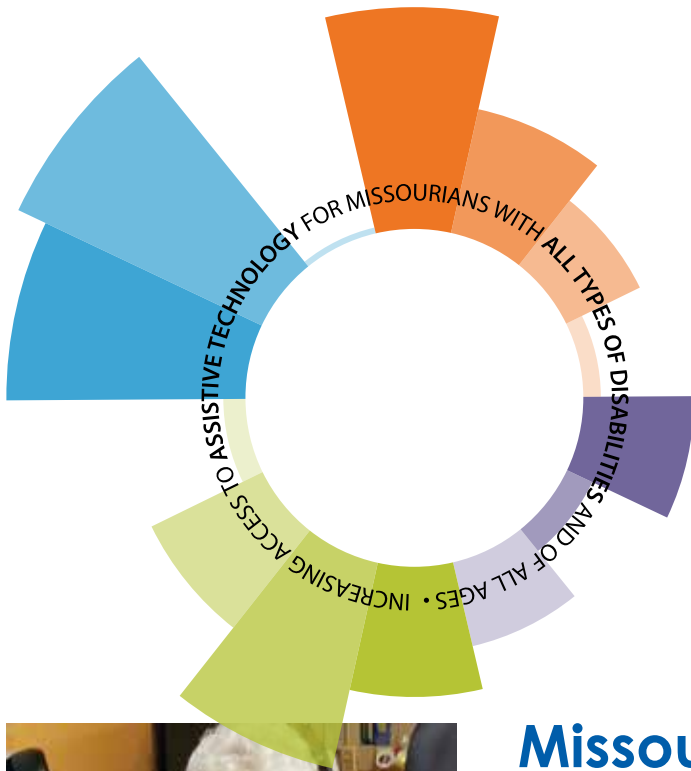 INCREASING ACCESS TO ASSISTIVE TECHNOLOGY FOR MISSOURIANS WITH ALL TYPES OF DISABILITIES AND OF ALL AGES •
Missou